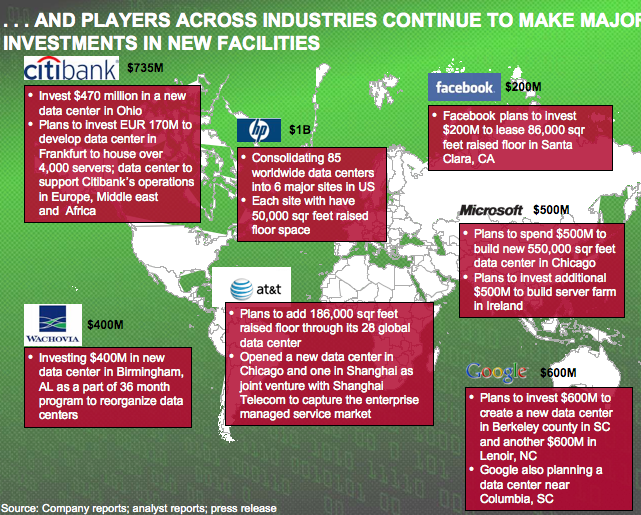 . . . AND PLAYERS ACROSS INDUSTRIES CONTINUE TO MAKE MAJOR
INVESTMENTS IN NEW FACILITIES
citibank $735M
• Invest $470 million in a new
data center in Ohio
• Plans to invest EUR 170M to
develop data center in
Frankfurt to house over
4,000 servers; data center to
support Citibank's operations
in Europe, Middle east
and Africa
hp $1B
• Consolidating 85
worldwide data centers
into 6 major sites in US
• Each site with have
50,000 sqr feet raised
floor space
facebook $200M
• Facebook plans to invest
$200M to lease 86,000 sqr
feet raised floor in Santa
Clara, CA
Microsoft $500M
• Plans to spend $500M to
build new 550,000 sqr feet
data center in Chicago
• Plans to invest additional
$500M to build server farm
in Ireland
at&t
• Plans to add 186,000 sqr feet
raised floor through its 28 global
data center
• Opened a new data center in
Chicago and one in Shanghai as
joint venture with Shanghai
Telecom to capture the enterprise
managed service market
WACHOVIA $400M
• Investing $400M in new
data center in Birmingham,
AL as a part of 36 month
program to reorganize data
centers
Google $600M
• Plans to invest $600M to
create a new data center
in Berkeley county in SC
and another $600M in
Lenoir, NC
• Google also planning a
data center near
Columbia, SC
Source: Company reports; analyst reports; press release